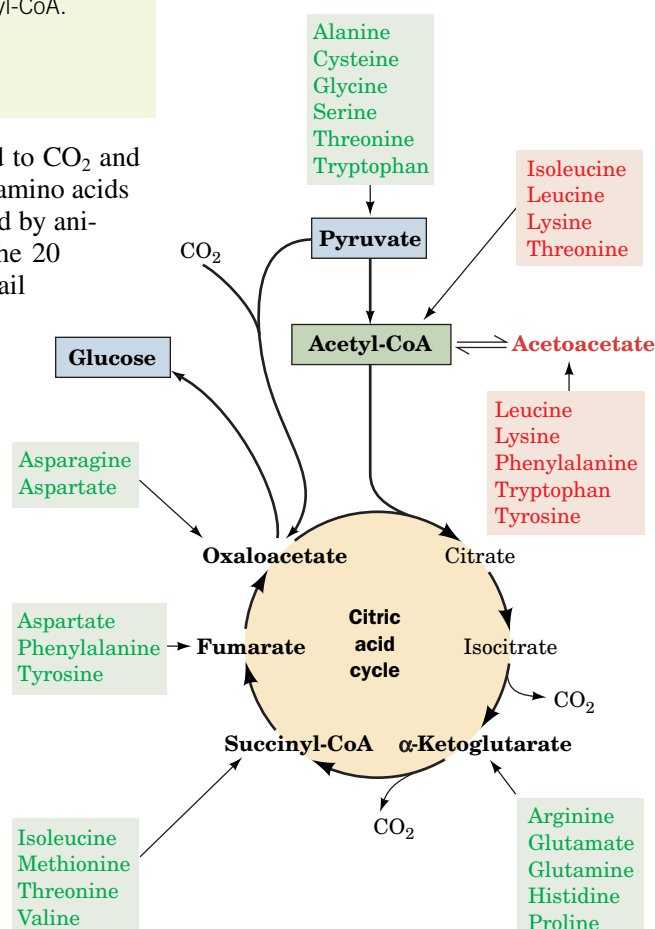 yl-CoA.
d to CO₂ and
amino acids
d by ani-
he 20
ail
Alanine
Cysteine
Glycine
Serine
Threonine
Tryptophan
Isoleucine
Leucine
Lysine
Threonine
Pyruvate
CO₂
Acetyl-CoA
Acetoacetate
Glucose
Leucine
Lysine
Phenylalanine
Tryptophan
Tyrosine
Asparagine
Aspartate
Oxaloacetate
Citrate
Aspartate
Phenylalanine
Tyrosine
Fumarate
Citric
acid
cycle
Isocitrate
CO₂
Succinyl-CoA
α-Ketoglutarate
CO₂
Isoleucine
Methionine
Threonine
Valine
Arginine
Glutamate
Glutamine
Histidine
Proline